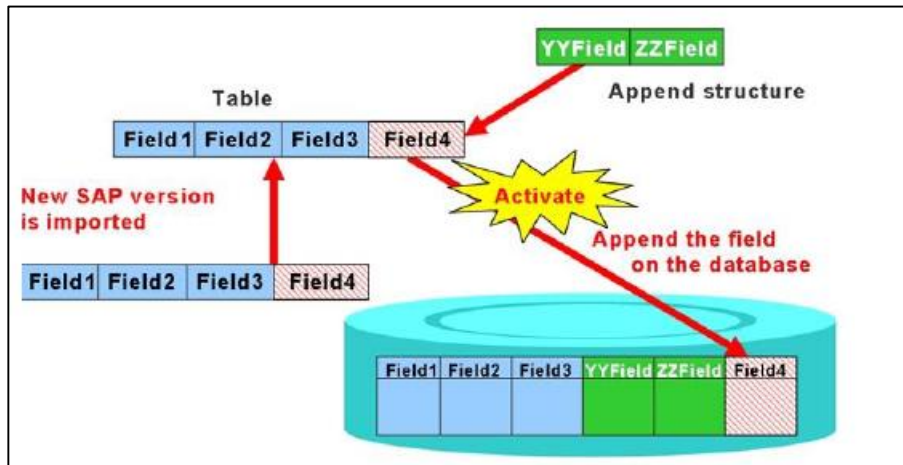 YYField ZZField
Append structure
Table
Field1 Field2 Field3 Field4
New SAP version
is imported
Activate
Append the field
on the database
Field1 Field2 Field3 Field4
Field1 Field2 Field3 YYField ZZField Field4